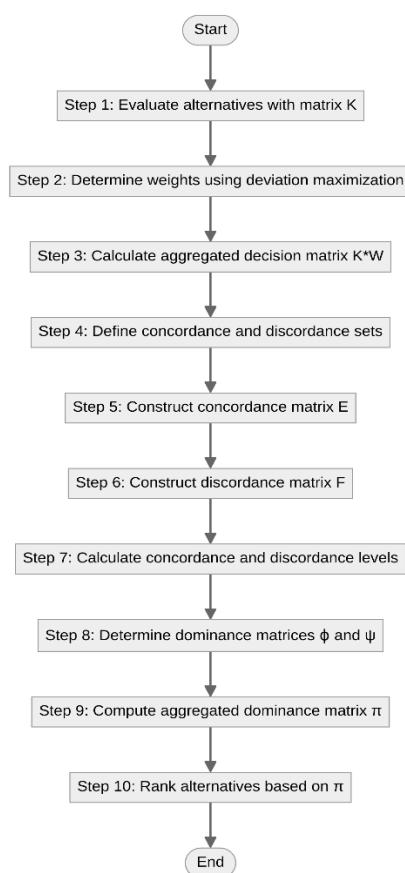 Start
Step 1: Evaluate alternatives with matrix K
Step 2: Determine weights using deviation maximization
Step 3: Calculate aggregated decision matrix K*W
Step 4: Define concordance and discordance sets
Step 5: Construct concordance matrix E
Step 6: Construct discordance matrix F
Step 7: Calculate concordance and discordance levels
Step 8: Determine dominance matrices ϕ and ψ
Step 9: Compute aggregated dominance matrix π
Step 10: Rank alternatives based on π
End